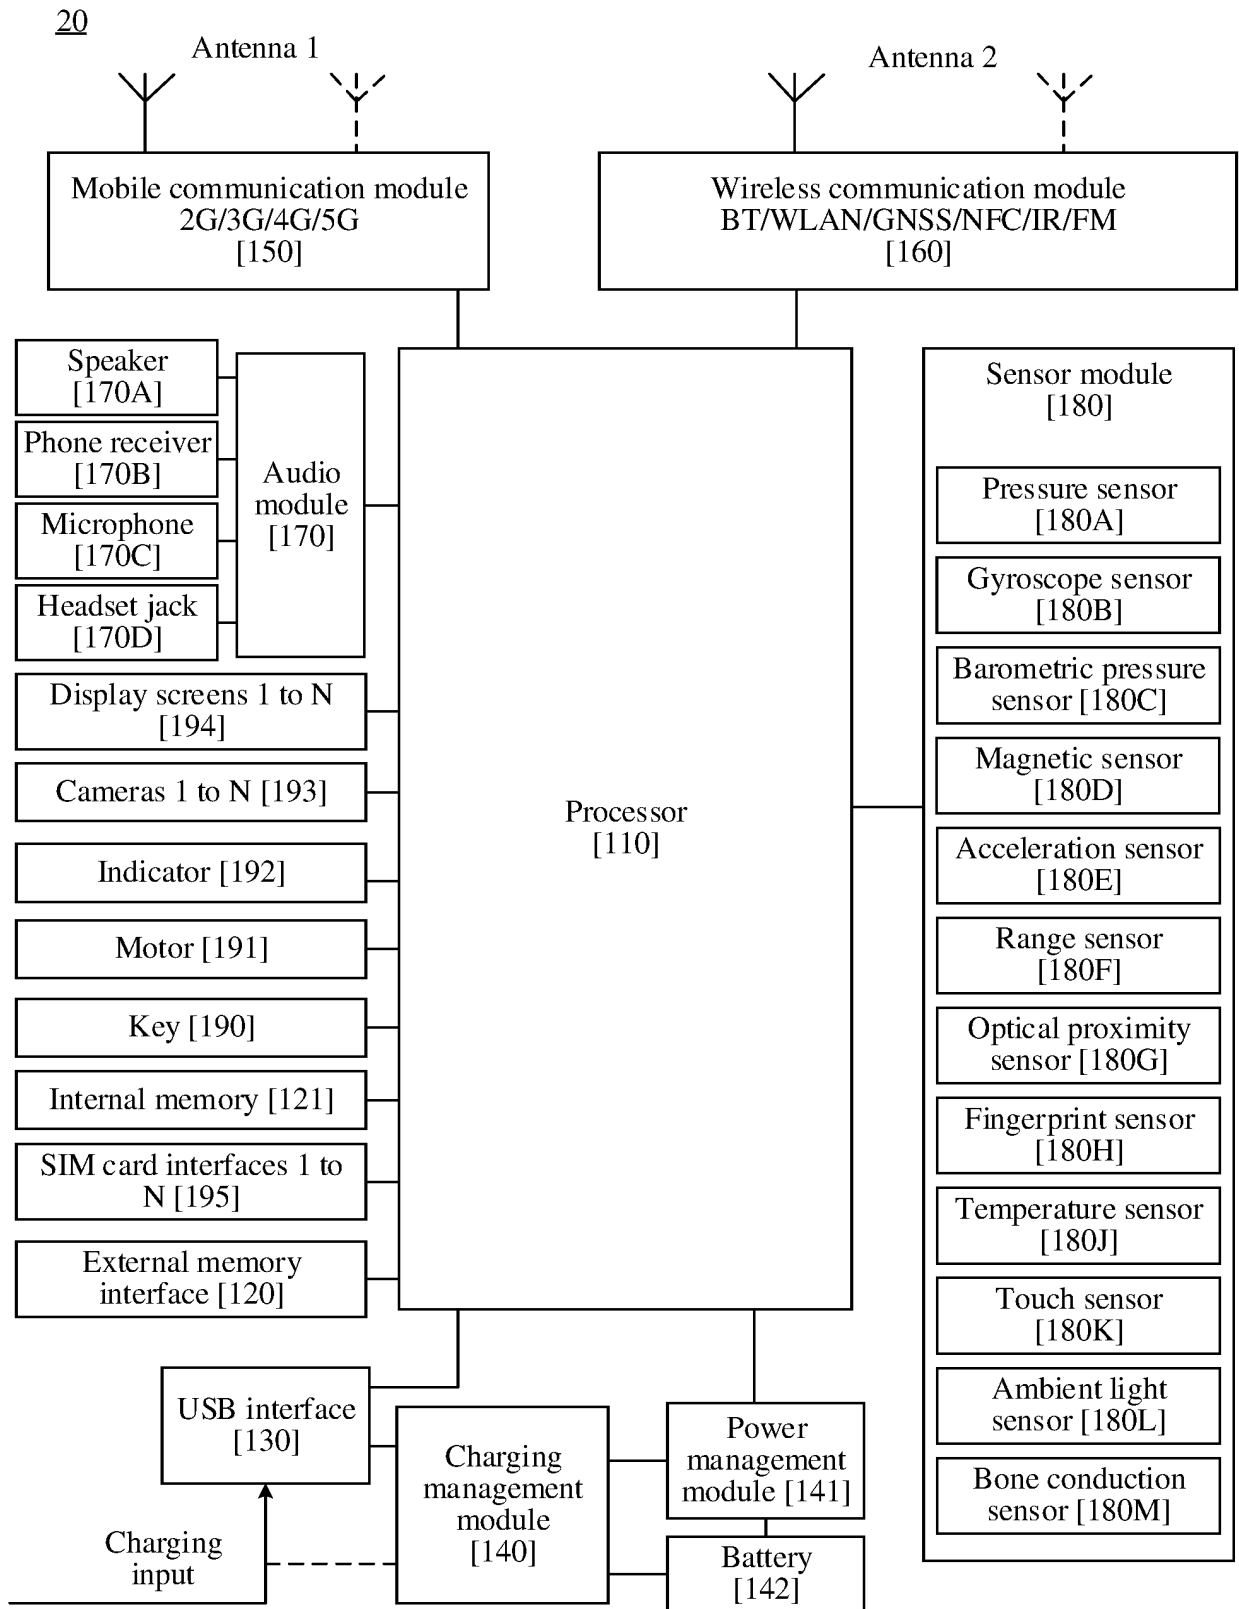 20
Antenna 1
Antenna 2
Mobile communication module
2G/3G/4G/5G
[150]
Wireless communication module
BT/WLAN/GNSS/NFC/IR/FM
[160]
Speaker
[170A]
Phone receiver
[170B]
Microphone
[170C]
Headset jack
[170D]
Audio
module
[170]
Display screens 1 to N
[194]
Cameras 1 to N [193]
Indicator [192]
Motor [191]
Key [190]
Internal memory [121]
SIM card interfaces 1 to
N [195]
External memory
interface [120]
Processor
[110]
Sensor module
[180]
Pressure sensor
[180A]
Gyroscope sensor
[180B]
Barometric pressure
sensor [180C]
Magnetic sensor
[180D]
Acceleration sensor
[180E]
Range sensor
[180F]
Optical proximity
sensor [180G]
Fingerprint sensor
[180H]
Temperature sensor
[180J]
Touch sensor
[180K]
Ambient light
sensor [180L]
Bone conduction
sensor [180M]
USB interface
[130]
Charging
input
Charging
management
module
[140]
Power
management
module [141]
Battery
[142]